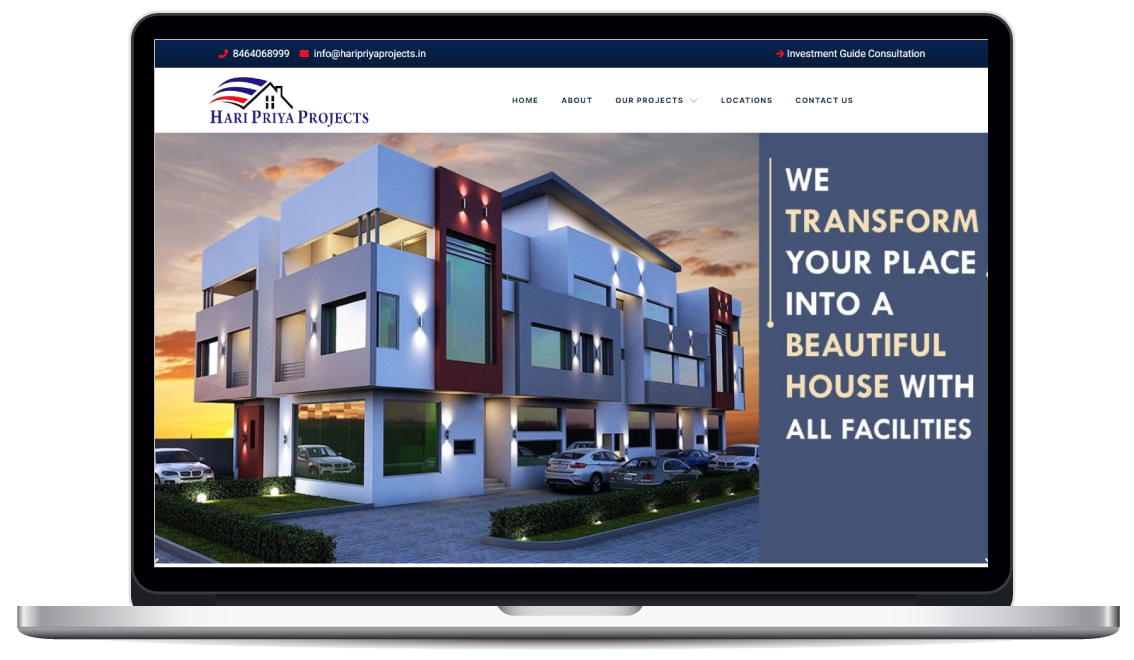 8464068999 info@haripriyaprojects.in Investment Guide Consultation
HARI PRIYA PROJECTS
HOME ABOUT OUR PROJECTS LOCATIONS CONTACT US
WE
TRANSFORM
YOUR PLACE
INTO A
BEAUTIFUL
HOUSE WITH
ALL FACILITIES